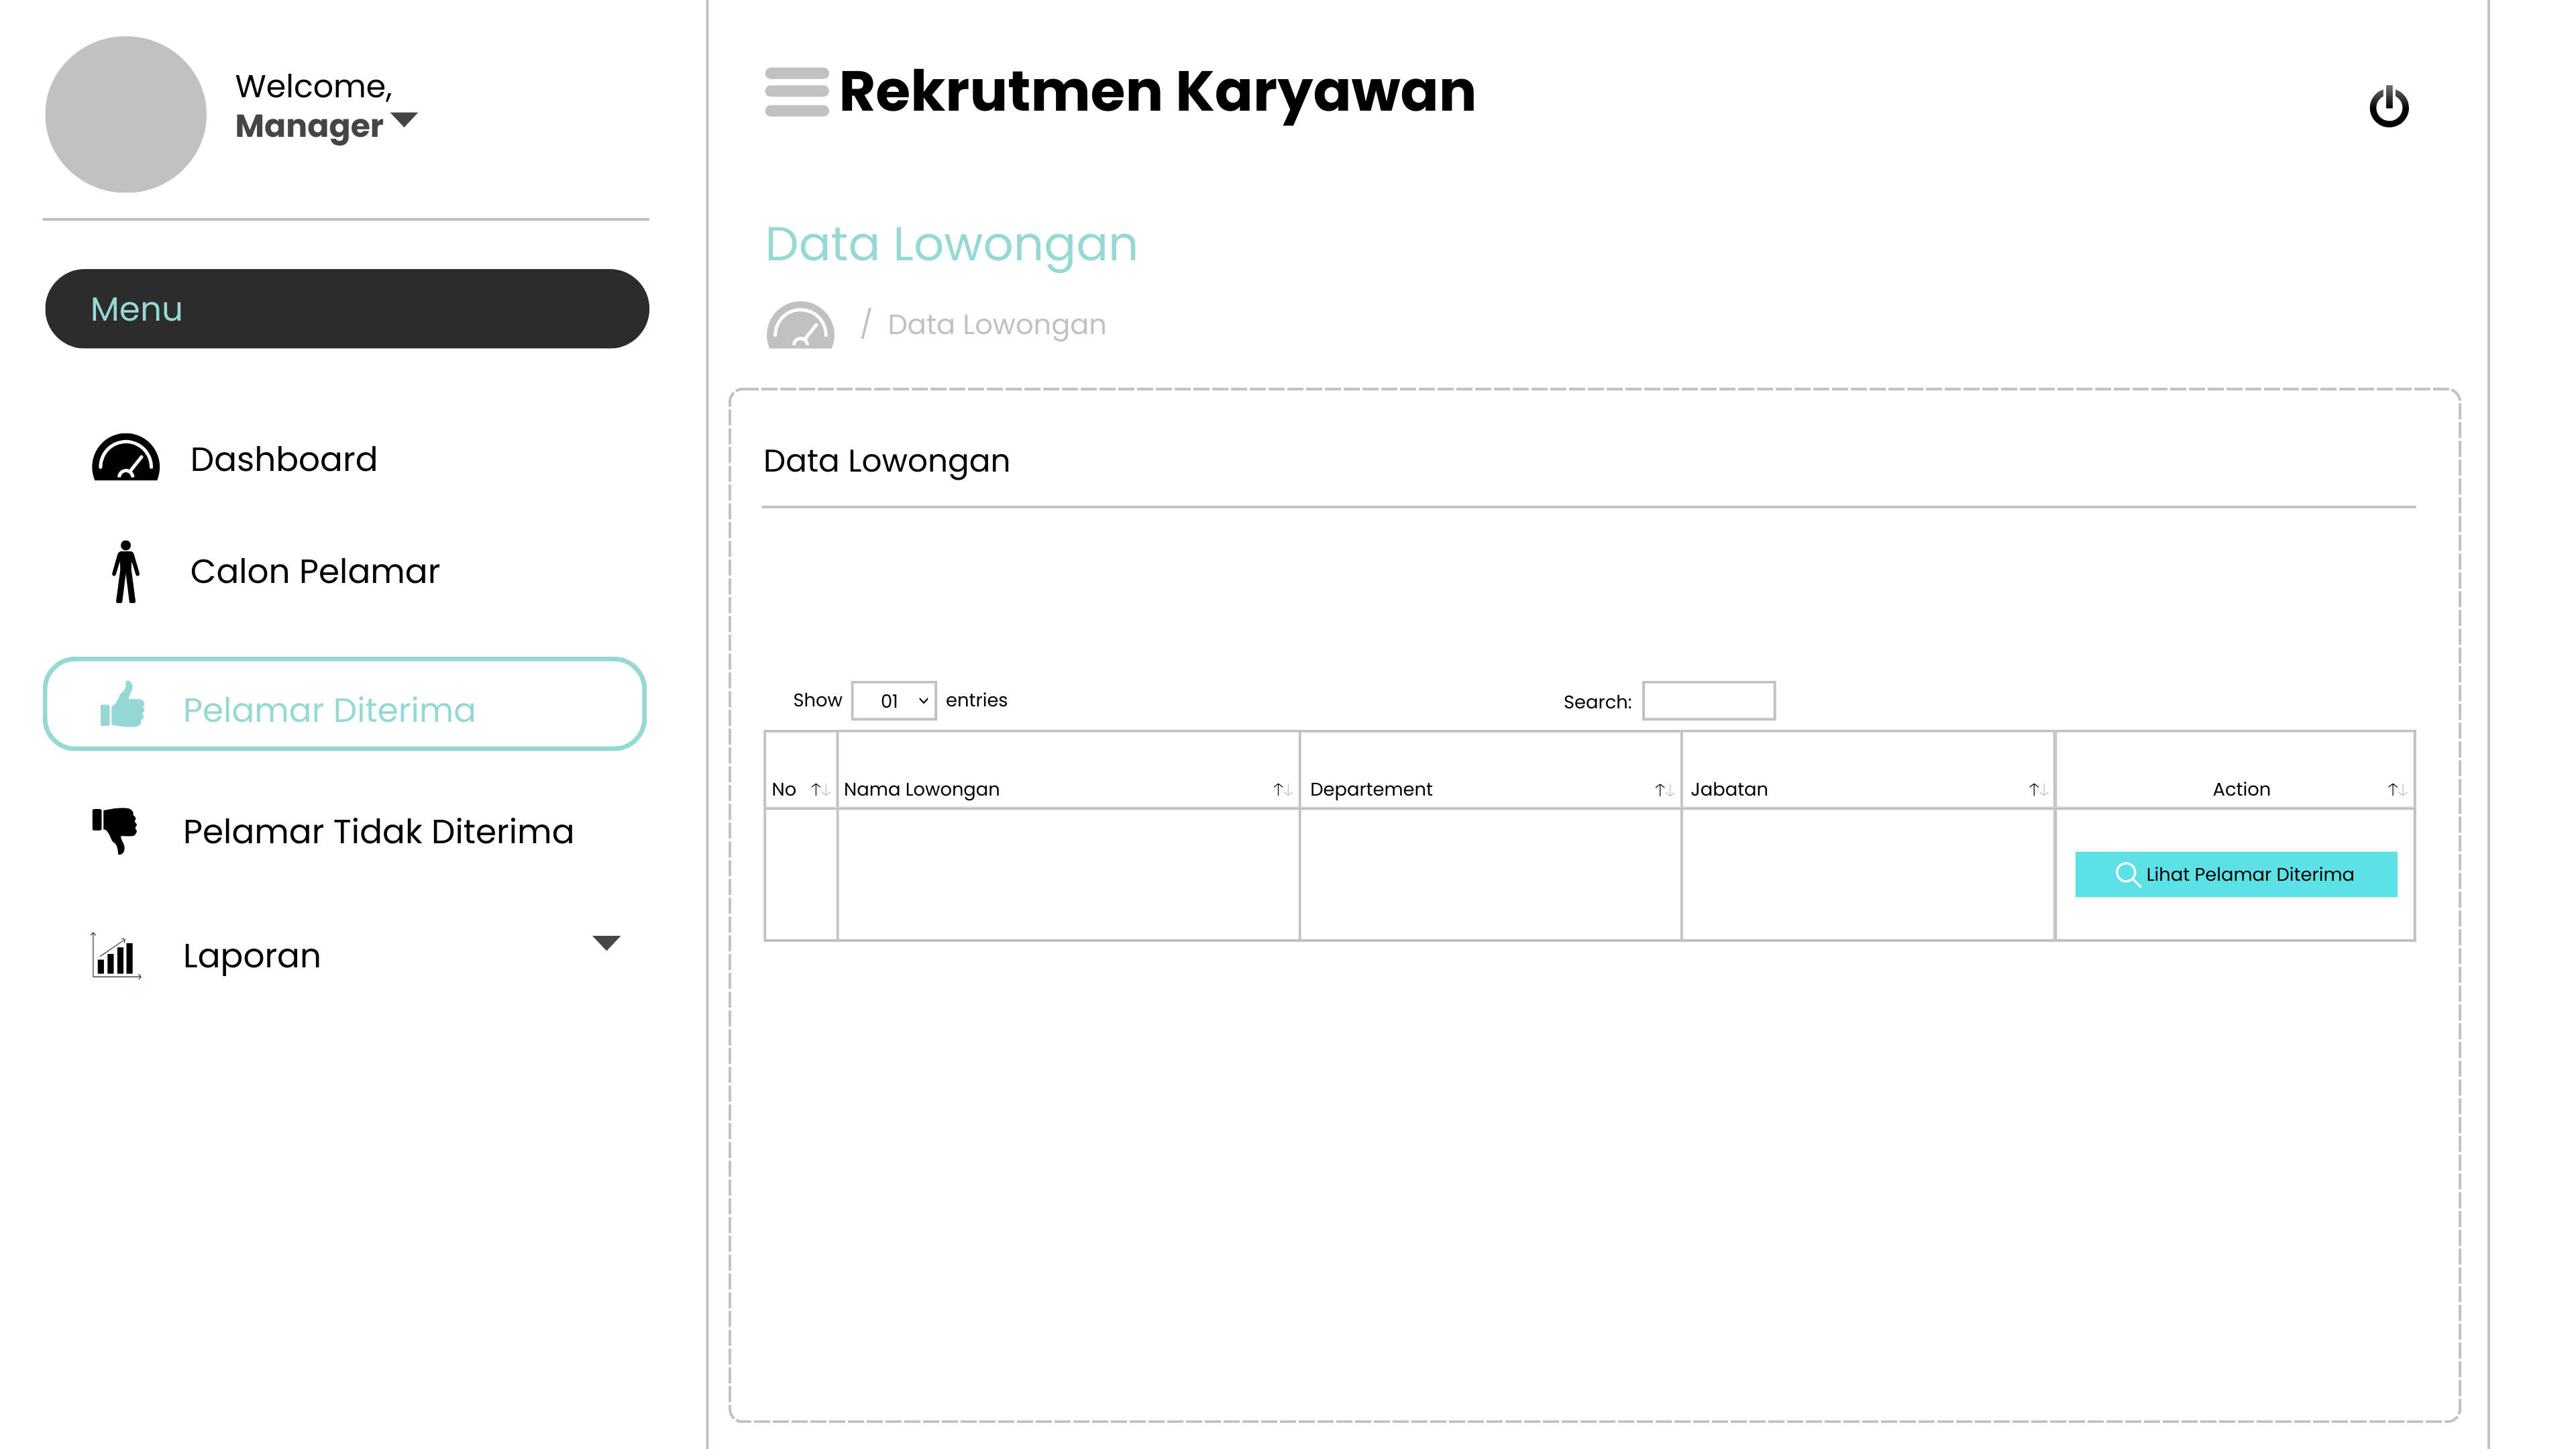 Welcome,
Manager
Menu
Dashboard
Calon Pelamar
Pelamar Diterima
Pelamar Tidak Diterima
Laporan
Rekrutmen Karyawan
Data Lowongan
/ Data Lowongan
Data Lowongan
Show 01 entries
Search:
No Nama Lowongan Departement Jabatan Action
Lihat Pelamar Diterima